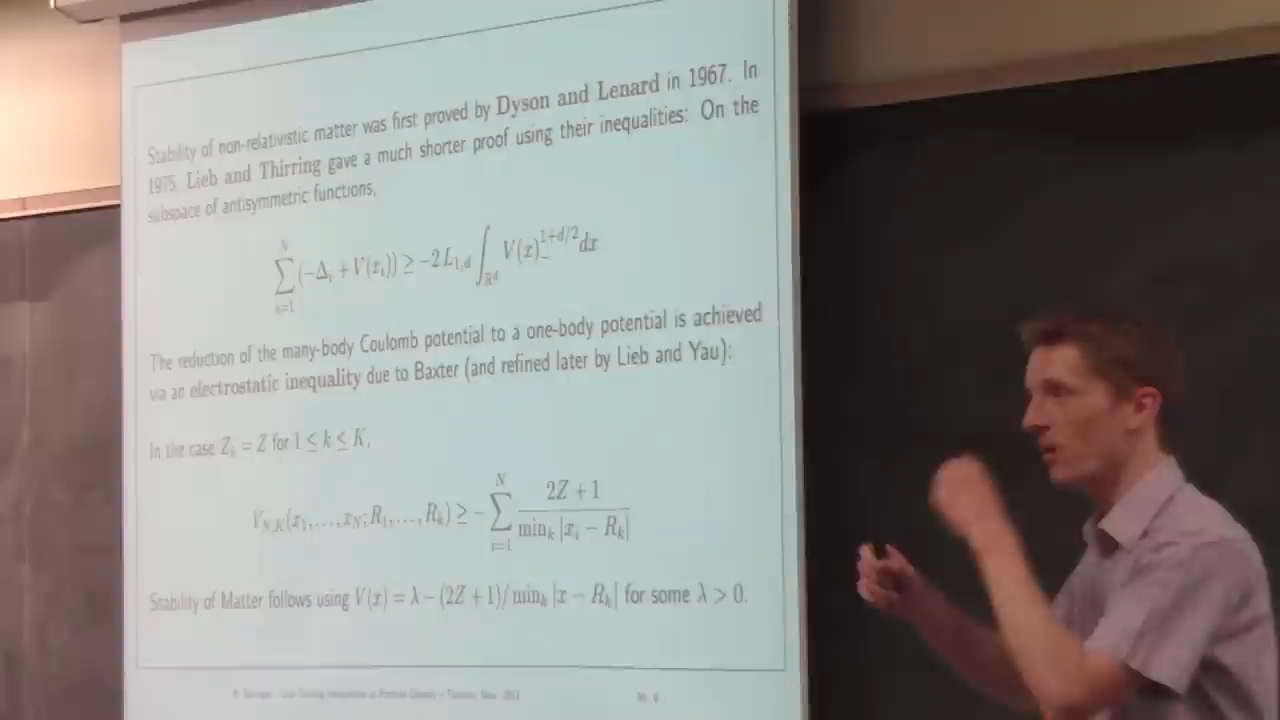 Stability of non-relativistic matter was first proved by Dyson and Lenard in 1967. In
1975, Lieb and Thirring gave a much shorter proof using their inequalities: On the
subspace of antisymmetric functions,
$\sum_{i=1}^{N} (-\Delta_i + V(x_i)) \geq -2L_{1,d} \int_{\mathbb{R}^d} V(x)_-^{1+d/2} dx$
The reduction of the many-body Coulomb potential to a one-body potential is achieved
via an electrostatic inequality due to Baxter (and refined later by Lieb and Yau):
In the case $Z_k = Z$ for $1 \leq k \leq K$,
$V_{N,K}(x_1, \ldots, x_N; R_1, \ldots, R_k) \geq -\sum_{i=1}^{N} \frac{2Z+1}{\min_k |x_i - R_k|}$
Stability of Matter follows using $V(x) = \lambda - (2Z+1)/\min_k |x - R_k|$ for some $\lambda > 0$.